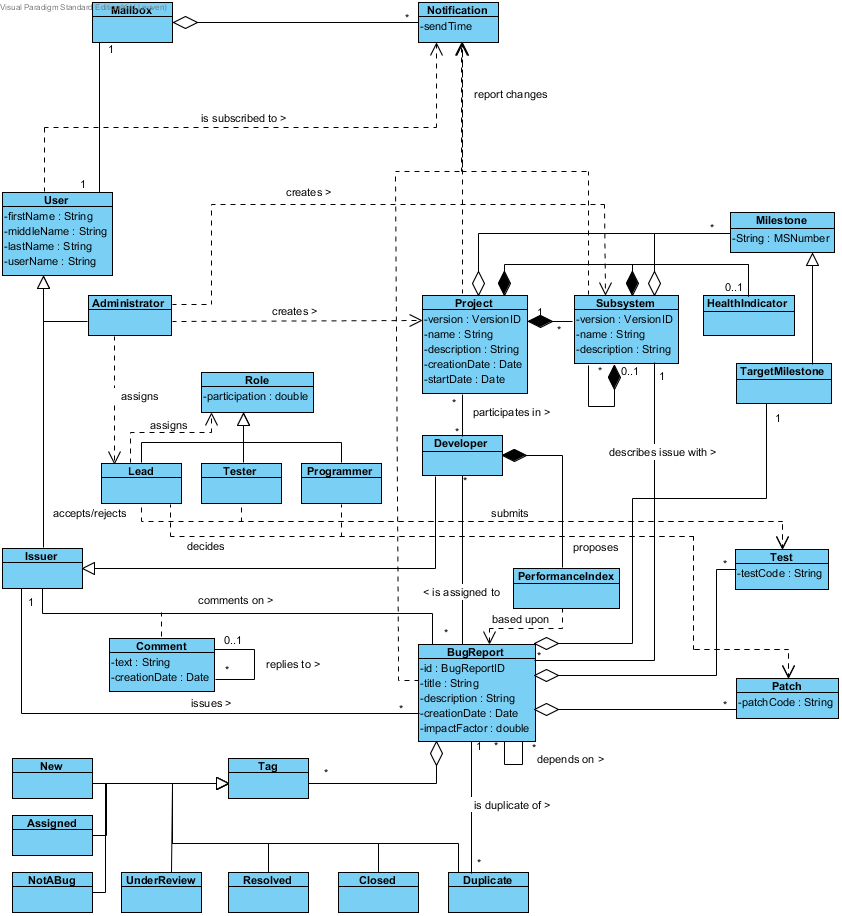 Visual Paradigm Standard Edition
Mailbox
Notification
-sendTime
*
1
report changes
is subscribed to >
1
User
-firstName : String
-middleName : String
-lastName : String
-userName : String
creates >
*
Milestone
-String : MSNumber
Administrator
creates >
Project
-version : VersionID
-name : String
-description : String
-creationDate : Date
-startDate : Date
1
*
Subsystem
-version : VersionID
-name : String
-description : String
0..1
HealthIndicator
*
0..1
1
TargetMilestone
1
assigns
Role
-participation : double
assigns
*
participates in >
*
Developer
*
describes issue with >
Lead
Tester
Programmer
accepts/rejects
submits
decides
proposes
Issuer
Test
-testCode : String
*
PerformanceIndex
< is assigned to
based upon
1
comments on >
*
Comment
-text : String
-creationDate : Date
0..1
*
replies to >
BugReport
-id : BugReportID
-title : String
-description : String
-creationDate : Date
-impactFactor : double
*
Patch
-patchCode : String
*
issues >
*
1
*
*
depends on >
New
Tag
*
is duplicate of >
Assigned
*
NotABug
UnderReview
Resolved
Closed
Duplicate